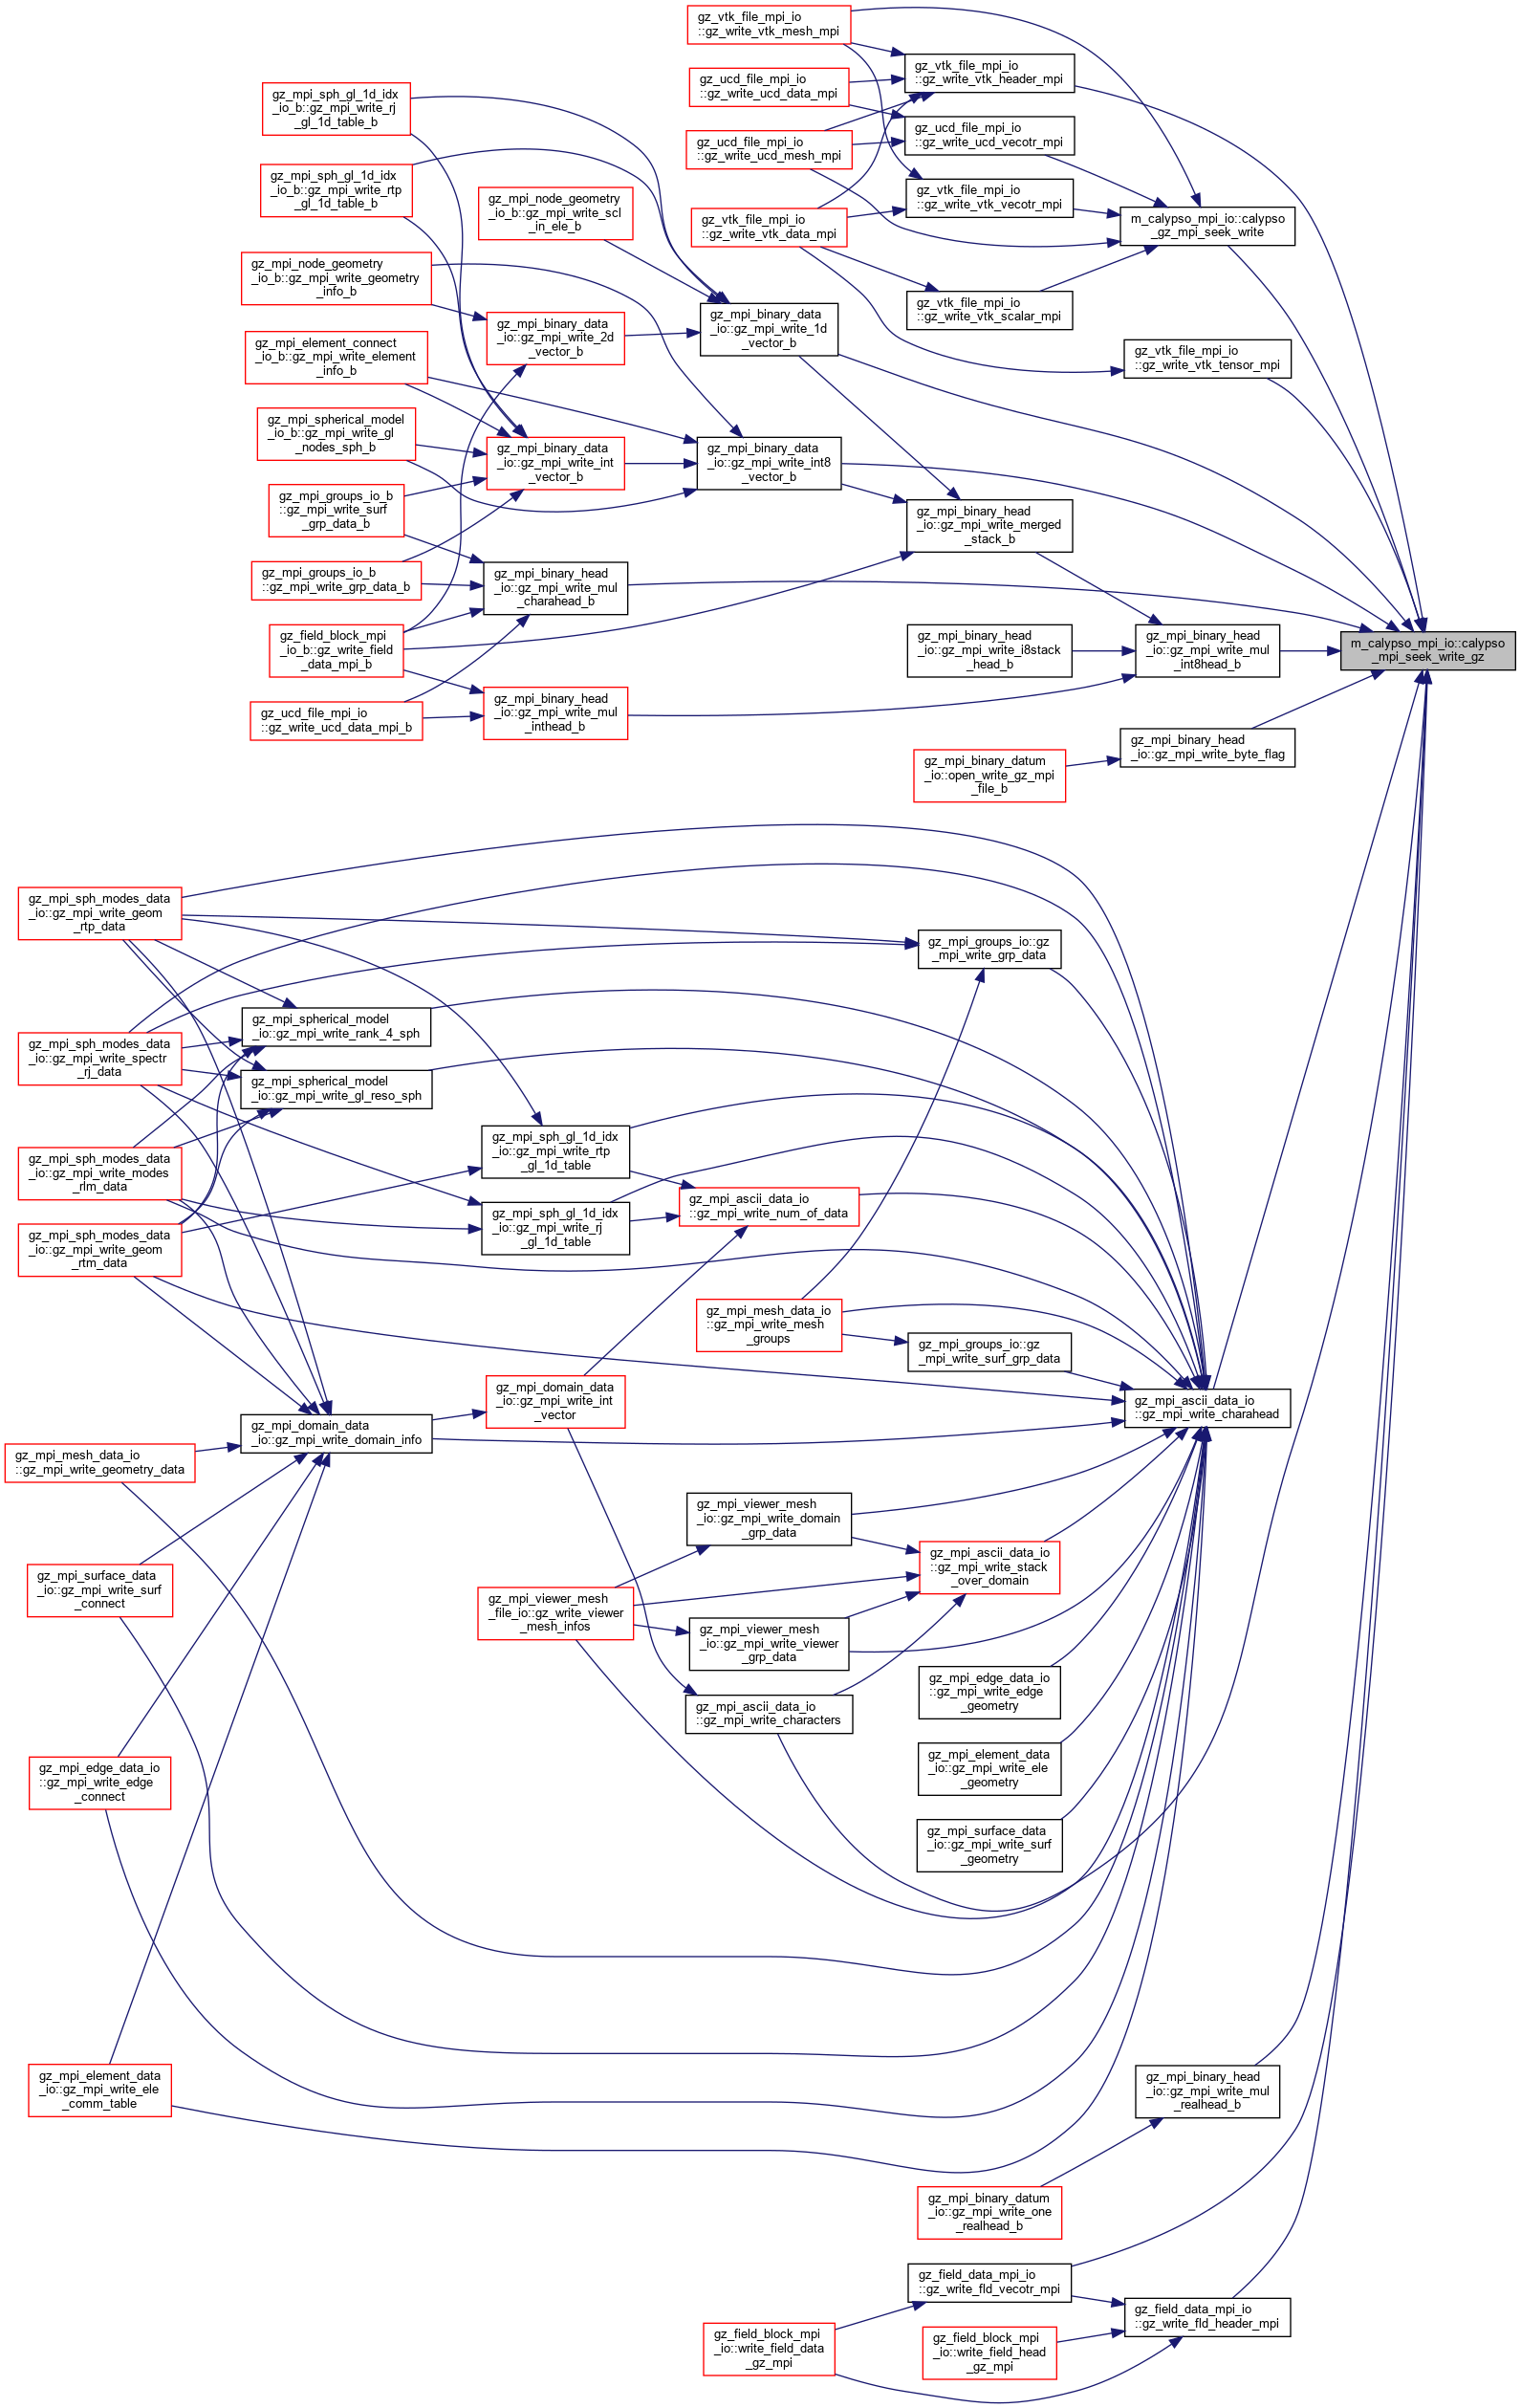 gz_vtk_file_mpi_io
::gz_write_vtk_mesh_mpi
gz_vtk_file_mpi_io
::gz_write_vtk_header_mpi
gz_ucd_file_mpi_io
::gz_write_ucd_data_mpi
gz_mpi_sph_gl_1d_idx
_io_b::gz_mpi_write_rj
_gl_1d_table_b
gz_ucd_file_mpi_io
::gz_write_ucd_vecotr_mpi
gz_ucd_file_mpi_io
::gz_write_ucd_mesh_mpi
gz_mpi_sph_gl_1d_idx
_io_b::gz_mpi_write_rtp
_gl_1d_table_b
gz_vtk_file_mpi_io
::gz_write_vtk_vecotr_mpi
gz_mpi_node_geometry
_io_b::gz_mpi_write_scl
_in_ele_b
gz_vtk_file_mpi_io
::gz_write_vtk_data_mpi
m_calypso_mpi_io::calypso
_gz_mpi_seek_write
gz_mpi_node_geometry
_io_b::gz_mpi_write_geometry
_info_b
gz_vtk_file_mpi_io
::gz_write_vtk_scalar_mpi
gz_mpi_binary_data
_io::gz_mpi_write_1d
_vector_b
gz_mpi_binary_data
_io::gz_mpi_write_2d
_vector_b
gz_mpi_element_connect
_io_b::gz_mpi_write_element
_info_b
gz_vtk_file_mpi_io
::gz_write_vtk_tensor_mpi
gz_mpi_spherical_model
_io_b::gz_mpi_write_gl
_nodes_sph_b
gz_mpi_binary_data
_io::gz_mpi_write_int
_vector_b
gz_mpi_binary_data
_io::gz_mpi_write_int8
_vector_b
gz_mpi_groups_io_b
::gz_mpi_write_surf
_grp_data_b
gz_mpi_binary_head
_io::gz_mpi_write_merged
_stack_b
gz_mpi_groups_io_b
::gz_mpi_write_grp_data_b
gz_mpi_binary_head
_io::gz_mpi_write_mul
_charahead_b
gz_field_block_mpi
_io_b::gz_write_field
_data_mpi_b
gz_mpi_binary_head
_io::gz_mpi_write_i8stack
_head_b
gz_mpi_binary_head
_io::gz_mpi_write_mul
_int8head_b
m_calypso_mpi_io::calypso
_mpi_seek_write_gz
gz_ucd_file_mpi_io
::gz_write_ucd_data_mpi_b
gz_mpi_binary_head
_io::gz_mpi_write_mul
_inthead_b
gz_mpi_binary_head
_io::gz_mpi_write_byte_flag
gz_mpi_binary_datum
_io::open_write_gz_mpi
_file_b
gz_mpi_sph_modes_data
_io::gz_mpi_write_geom
_rtp_data
gz_mpi_groups_io::gz
_mpi_write_grp_data
gz_mpi_spherical_model
_io::gz_mpi_write_rank_4_sph
gz_mpi_sph_modes_data
_io::gz_mpi_write_spectr
_rj_data
gz_mpi_spherical_model
_io::gz_mpi_write_gl_reso_sph
gz_mpi_sph_gl_1d_idx
_io::gz_mpi_write_rtp
_gl_1d_table
gz_mpi_sph_modes_data
_io::gz_mpi_write_modes
_rlm_data
gz_mpi_ascii_data_io
::gz_mpi_write_num_of_data
gz_mpi_sph_gl_1d_idx
_io::gz_mpi_write_rj
_gl_1d_table
gz_mpi_sph_modes_data
_io::gz_mpi_write_geom
_rtm_data
gz_mpi_mesh_data_io
::gz_mpi_write_mesh
_groups
gz_mpi_groups_io::gz
_mpi_write_surf_grp_data
gz_mpi_domain_data
_io::gz_mpi_write_int
_vector
gz_mpi_ascii_data_io
::gz_mpi_write_charahead
gz_mpi_domain_data
_io::gz_mpi_write_domain_info
gz_mpi_mesh_data_io
::gz_mpi_write_geometry_data
gz_mpi_viewer_mesh
_io::gz_mpi_write_domain
_grp_data
gz_mpi_ascii_data_io
::gz_mpi_write_stack
_over_domain
gz_mpi_surface_data
_io::gz_mpi_write_surf
_connect
gz_mpi_viewer_mesh
_file_io::gz_write_viewer
_mesh_infos
gz_mpi_viewer_mesh
_io::gz_mpi_write_viewer
_grp_data
gz_mpi_edge_data_io
::gz_mpi_write_edge
_geometry
gz_mpi_ascii_data_io
::gz_mpi_write_characters
gz_mpi_edge_data_io
::gz_mpi_write_edge
_connect
gz_mpi_element_data
_io::gz_mpi_write_ele
_geometry
gz_mpi_surface_data
_io::gz_mpi_write_surf
_geometry
gz_mpi_element_data
_io::gz_mpi_write_ele
_comm_table
gz_mpi_binary_head
_io::gz_mpi_write_mul
_realhead_b
gz_mpi_binary_datum
_io::gz_mpi_write_one
_realhead_b
gz_field_data_mpi_io
::gz_write_fld_vecotr_mpi
gz_field_data_mpi_io
::gz_write_fld_header_mpi
gz_field_block_mpi
_io::write_field_data
_gz_mpi
gz_field_block_mpi
_io::write_field_head
_gz_mpi